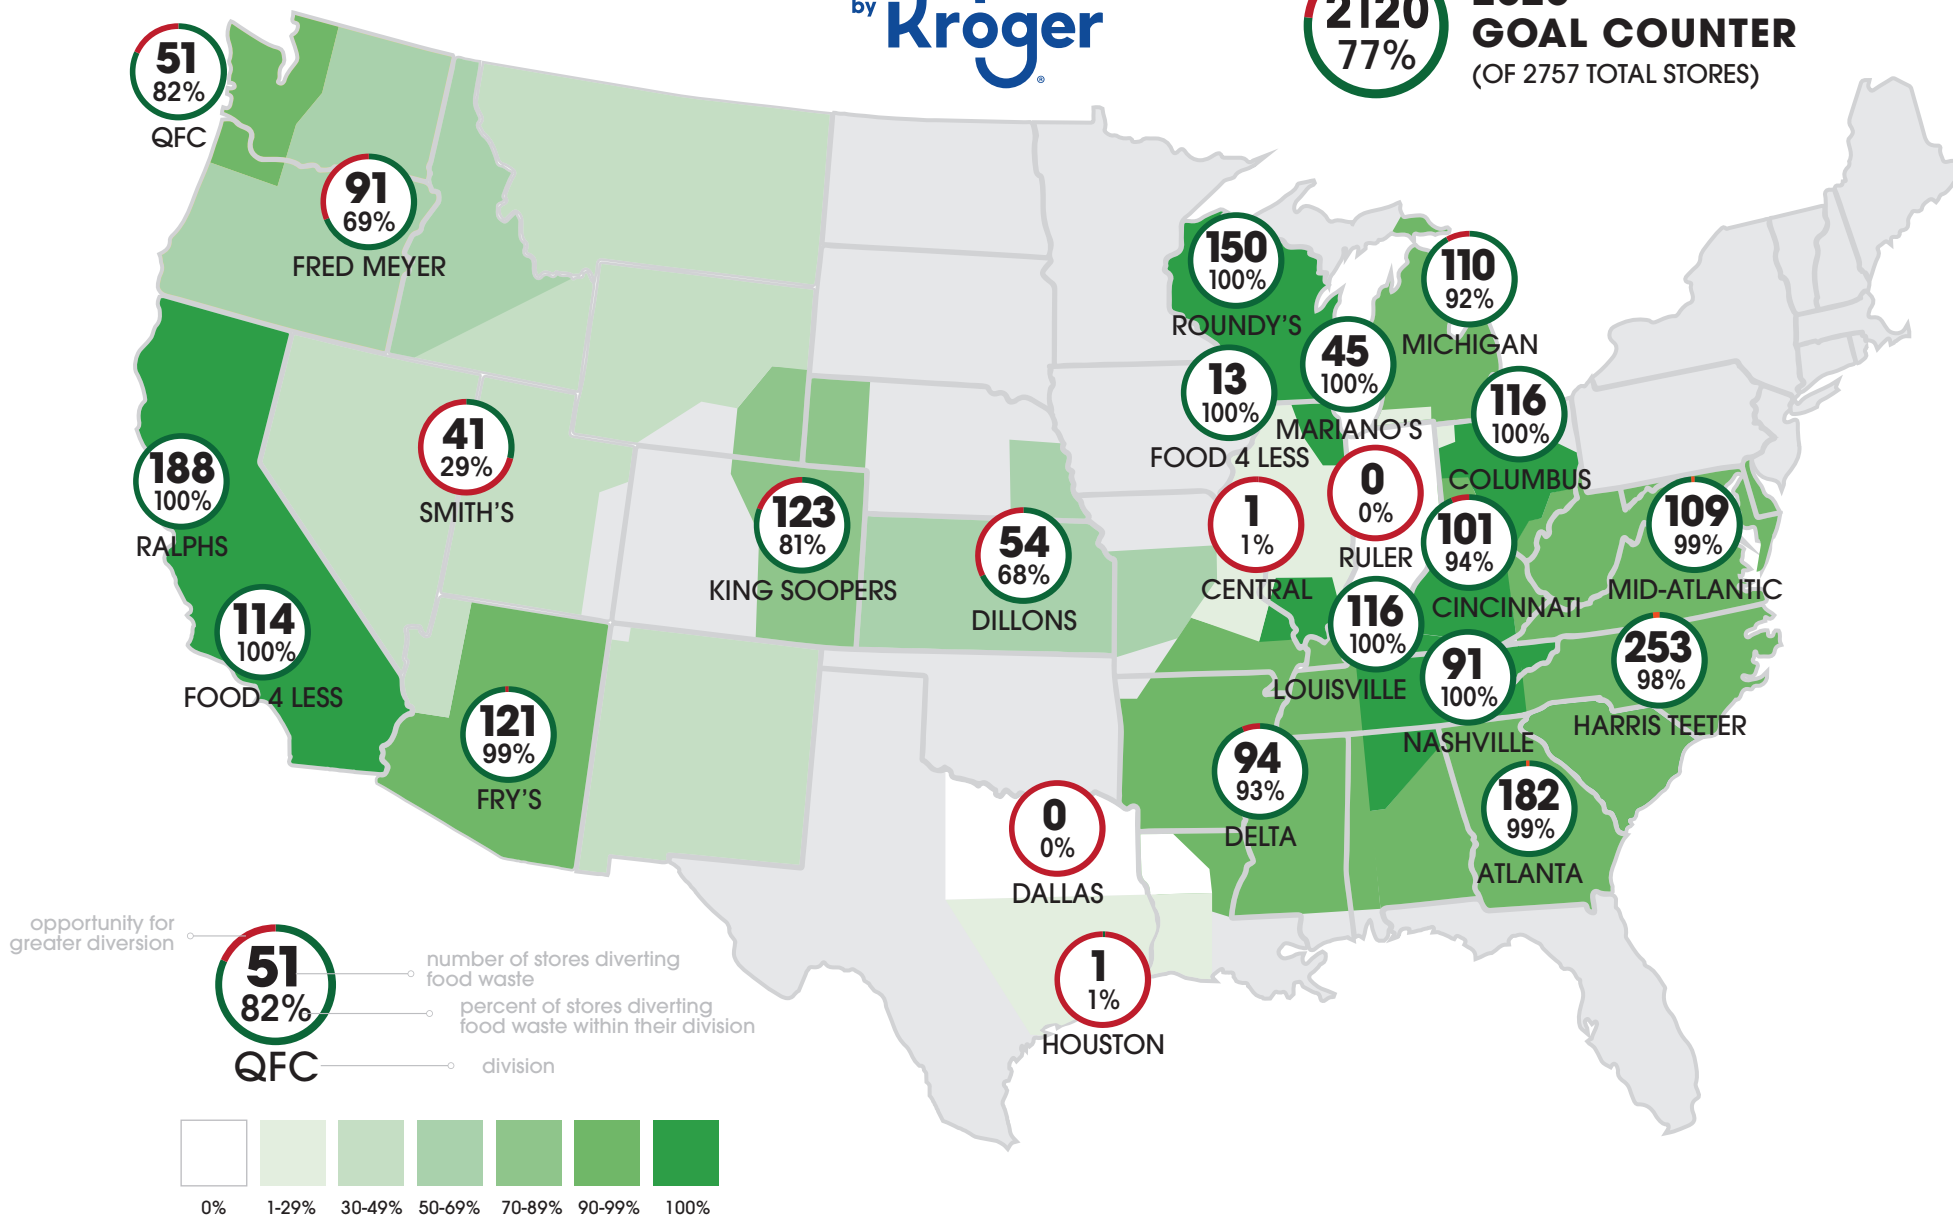 by
Kroger
®
2120
77%
GOAL COUNTER
(OF 2757 TOTAL STORES)
51
82%
QFC
91
69%
FRED MEYER
150
100%
ROUNDY'S
110
92%
MICHIGAN
45
100%
MARIANO'S
13
100%
FOOD 4 LESS
116
100%
COLUMBUS
41
29%
SMITH'S
188
100%
RALPHS
123
81%
KING SOOPERS
54
68%
DILLONS
1
1%
CENTRAL
0
0%
RULER
101
94%
CINCINNATI
109
99%
MID-ATLANTIC
114
100%
FOOD 4 LESS
116
100%
LOUISVILLE
91
100%
NASHVILLE
253
98%
HARRIS TEETER
121
99%
FRY'S
94
93%
DELTA
182
99%
ATLANTA
0
0%
DALLAS
1
1%
HOUSTON
opportunity for
greater diversion
51
82%
QFC
number of stores diverting
food waste
percent of stores diverting
food waste within their division
division
0% 1-29% 30-49% 50-69% 70-89% 90-99% 100%